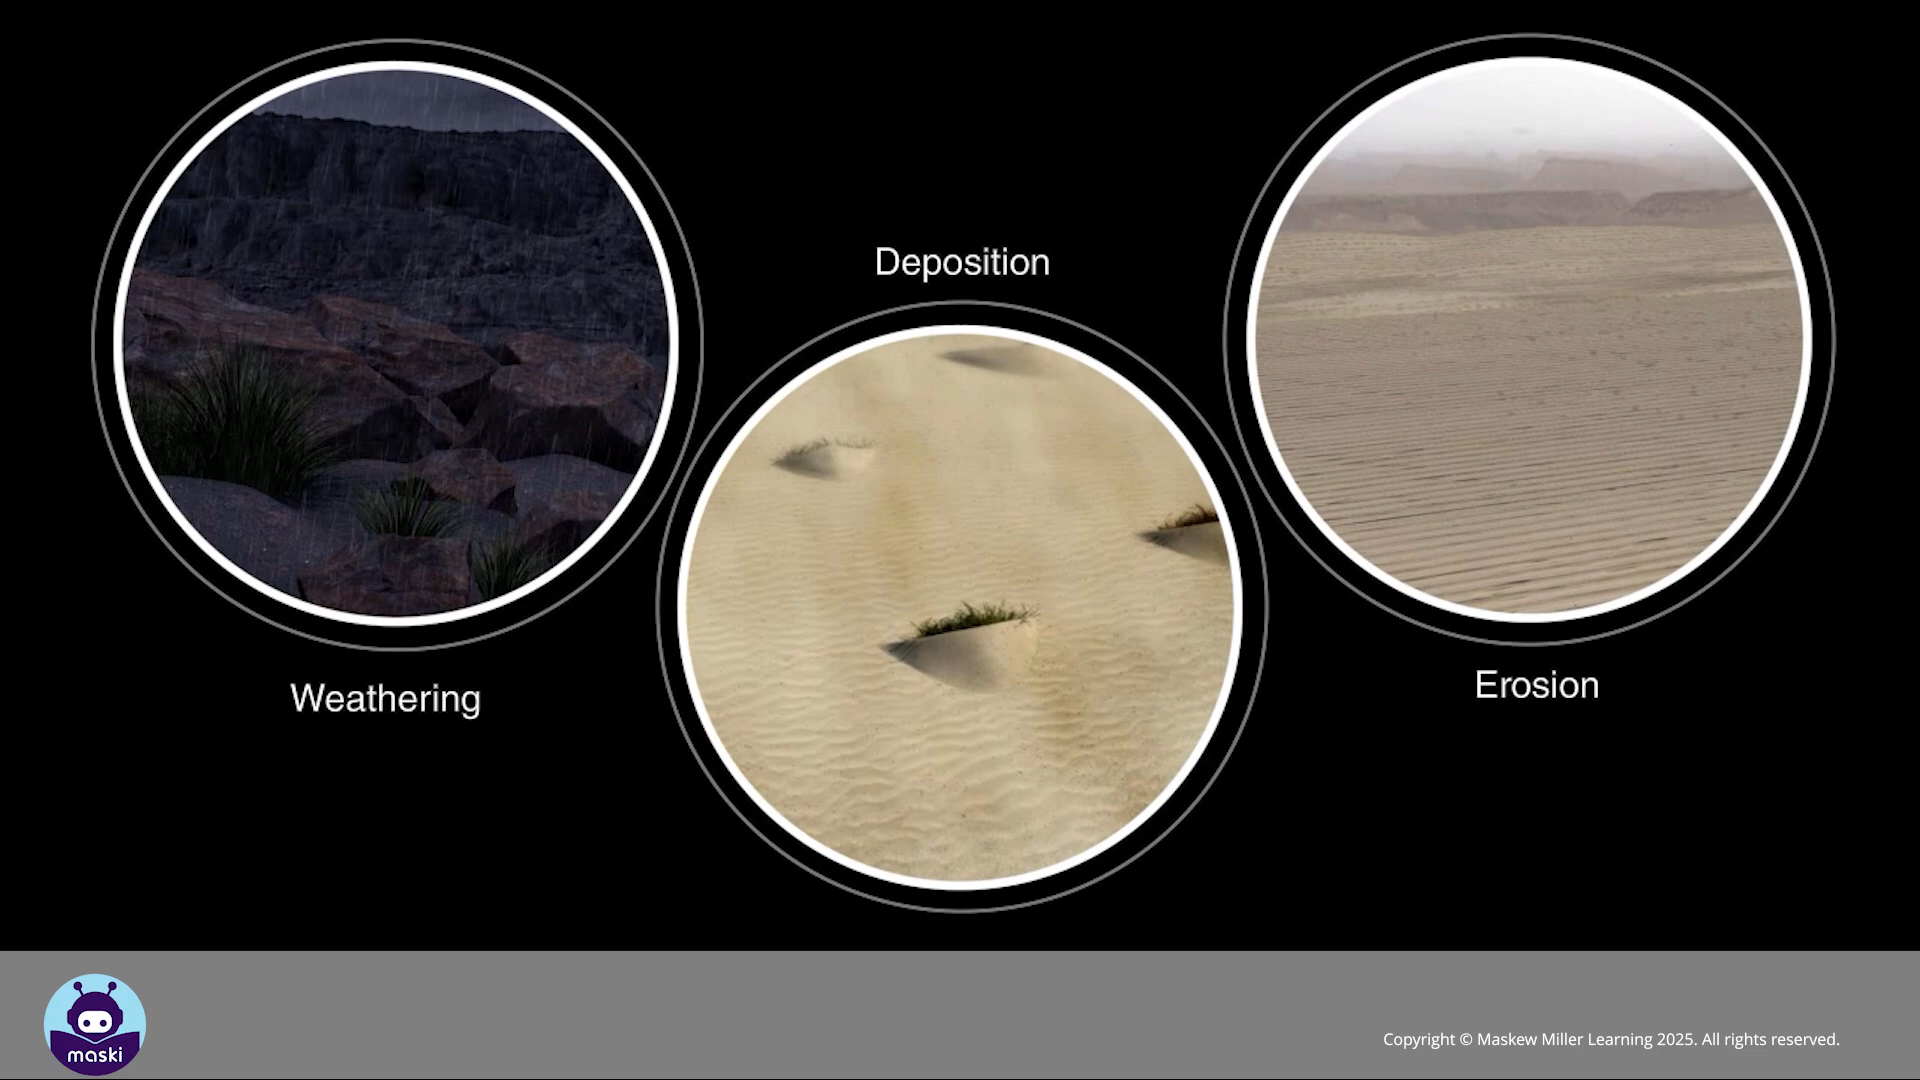 Deposition
Weathering
Erosion
maski
Copyright © Maskew Miller Learning 2025. All rights reserved.